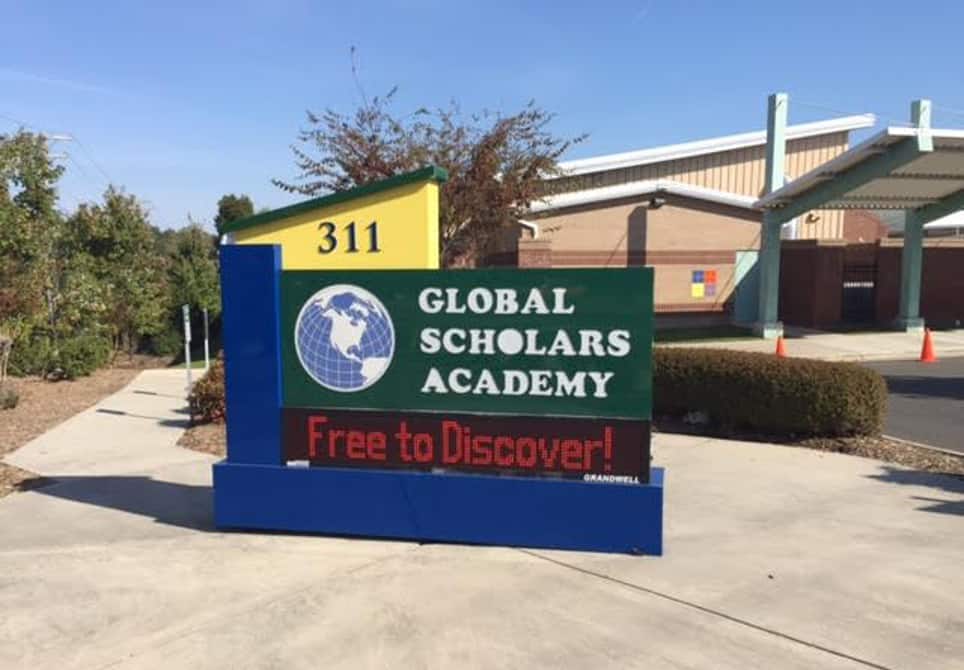 311
GLOBAL
SCHOLARS
ACADEMY
Free to Discover!
GRANDWELL